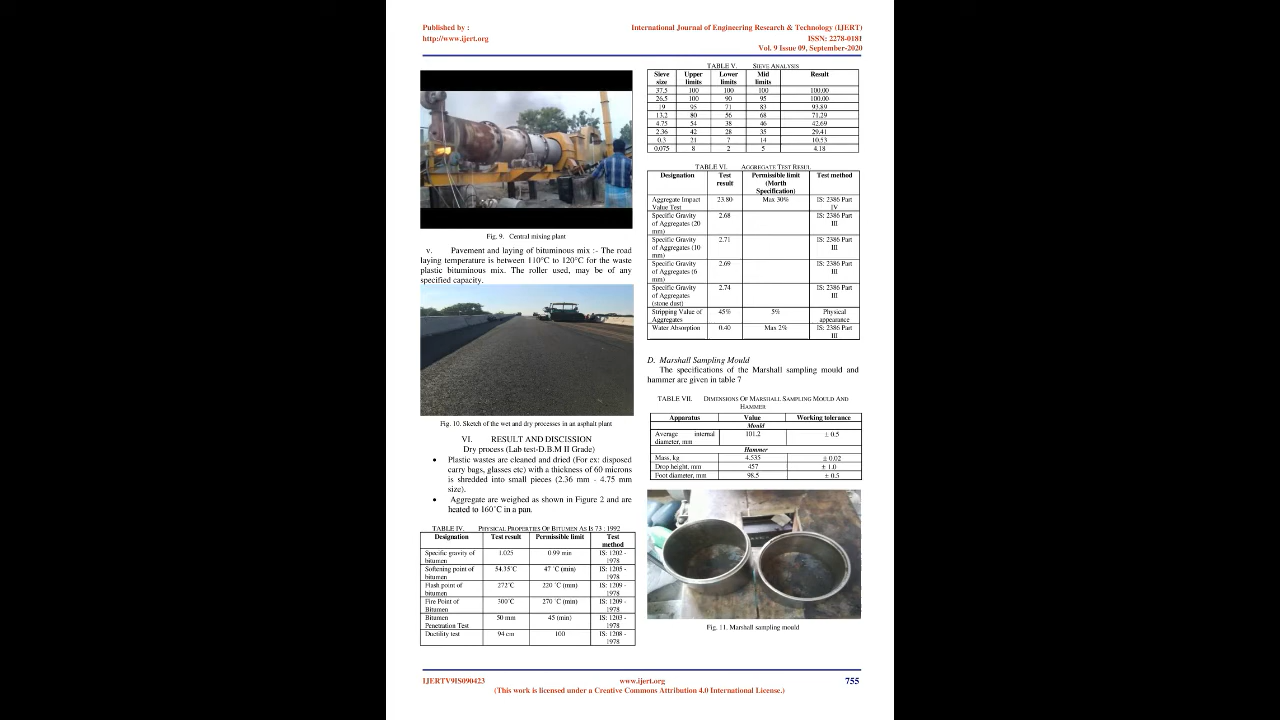 Published by :
http://www.ijert.org
International Journal of Engineering Research & Technology (IJERT)
ISSN: 2278-0181
Vol. 9 Issue 09, September-2020
Fig. 9. Central mixing plant
v. Pavement and laying of bituminous mix :- The road
laying temperature is between 110°C to 120°C for the waste
plastic bituminous mix. The roller used, may be of any
specified capacity.
Fig. 10. Sketch of the wet and dry processes in an asphalt plant
VI. RESULT AND DISCISSION
Dry process (Lab test-D.B.M II Grade)
• Plastic wastes are cleaned and dried (For ex: disposed
carry bags, glasses etc) with a thickness of 60 microns
is shredded into small pieces (2.36 mm - 4.75 mm
size).
• Aggregate are weighed as shown in Figure 2 and are
heated to 160˚C in a pan.
TABLE IV. PHYSICAL PROPERTIES OF BITUMEN AS IS 73 : 1992
Designation Test result Permissible limit Test
method
Specific gravity of 1.025 0.99 min IS: 1202 -
bitumen 1978
Softening point of 54.35˚C 47 ˚C (min) IS: 1205 -
bitumen 1978
Flash point of 272˚C 220 ˚C (min) IS: 1209 -
bitumen 1978
Fire Point of 300˚C 270 ˚C (min) IS: 1209 -
Bitumen 1978
Bitumen 50 mm 45 (min) IS: 1203 -
Penetration Test 1978
Ductility test 94 cm 100 IS: 1208 -
1978
TABLE V. SIEVE ANALYSIS
Sieve Upper Lower Mid Result
size limits limits limits
37.5 100 100 100 100.00
26.5 100 90 95 100.00
19 95 71 83 93.89
13.2 80 56 68 71.29
4.75 54 38 46 42.69
2.36 42 28 35 29.41
0.3 21 7 14 10.53
0.075 8 2 5 4.18
TABLE VI. AGGREGATE TEST RESUL
Designation Test Permissible limit Test method
result (Morth
Specification)
Aggregate Impact 23.80 Max 30% IS: 2386 Part
Value Test IV
Specific Gravity 2.68 IS: 2386 Part
of Aggregates (20 III
mm)
Specific Gravity 2.71 IS: 2386 Part
of Aggregates (10 III
mm)
Specific Gravity 2.69 IS: 2386 Part
of Aggregates (6 III
mm)
Specific Gravity 2.74 IS: 2386 Part
of Aggregates III
(stone dust)
Stripping Value of 45% 5% Physical
Aggregates appearance
Water Absorption 0.40 Max 2% IS: 2386 Part
III
D. Marshall Sampling Mould
The specifications of the Marshall sampling mould and
hammer are given in table 7
TABLE VII. DIMENSIONS OF MARSHALL SAMPLING MOULD AND
HAMMER
Apparatus Value Working tolerance
Mould
Average internal 101.2 ± 0.5
diameter, mm
Hammer
Mass, kg 4.535 ± 0.02
Drop height, mm 457 ± 1.0
Foot diameter, mm 98.5 ± 0.5
Fig. 11. Marshall sampling mould
IJERTV9IS090423
www.ijert.org
755
(This work is licensed under a Creative Commons Attribution 4.0 International License.)